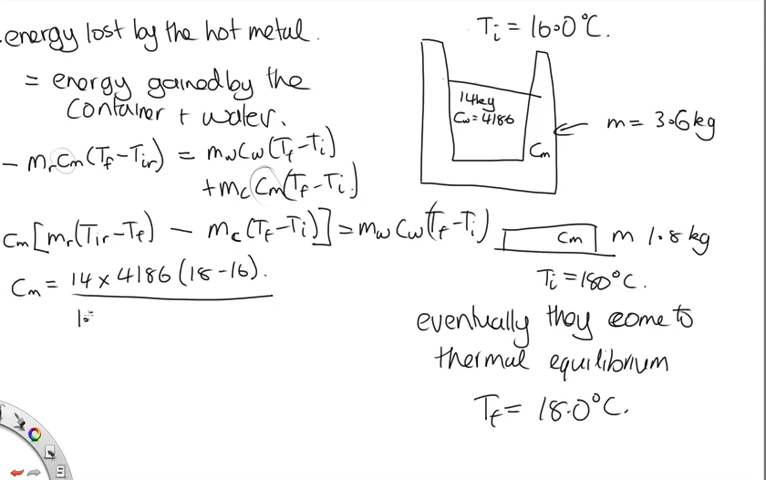 energy lost by the hot metal.
= energy gained by the
container + water.
- mᵣCm(Tf-Tir) = mwCw(Tf-Ti)
+mcCm(Tf-Ti)
Cm[mr(Tir-Tf) - mc(Tf-Ti)] = mwCw(Tf-Ti)
Cm = 14 × 4186 (18-16).
1.
Ti = 16.0°C.
14kg
Cw = 4186
Cm
m = 3.6kg
Cm
m 1.8kg
Ti = 180°C.
eventually they come to
thermal equilibrium
Tf = 18.0°C.